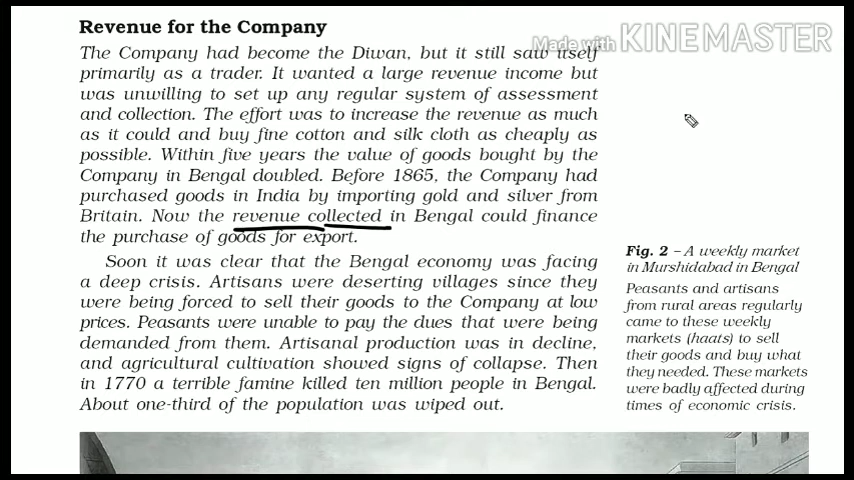 Revenue for the Company
Made with KINEMASTER
The Company had become the Diwan, but it still saw itself
primarily as a trader. It wanted a large revenue income but
was unwilling to set up any regular system of assessment
and collection. The effort was to increase the revenue as much
as it could and buy fine cotton and silk cloth as cheaply as
possible. Within five years the value of goods bought by the
Company in Bengal doubled. Before 1865, the Company had
purchased goods in India by importing gold and silver from
Britain. Now the revenue collected in Bengal could finance
the purchase of goods for export.
Soon it was clear that the Bengal economy was facing
a deep crisis. Artisans were deserting villages since they
were being forced to sell their goods to the Company at low
prices. Peasants were unable to pay the dues that were being
demanded from them. Artisanal production was in decline,
and agricultural cultivation showed signs of collapse. Then
in 1770 a terrible famine killed ten million people in Bengal.
About one-third of the population was wiped out.
Fig. 2 – A weekly market
in Murshidabad in Bengal
Peasants and artisans
from rural areas regularly
came to these weekly
markets (haats) to sell
their goods and buy what
they needed. These markets
were badly affected during
times of economic crisis.